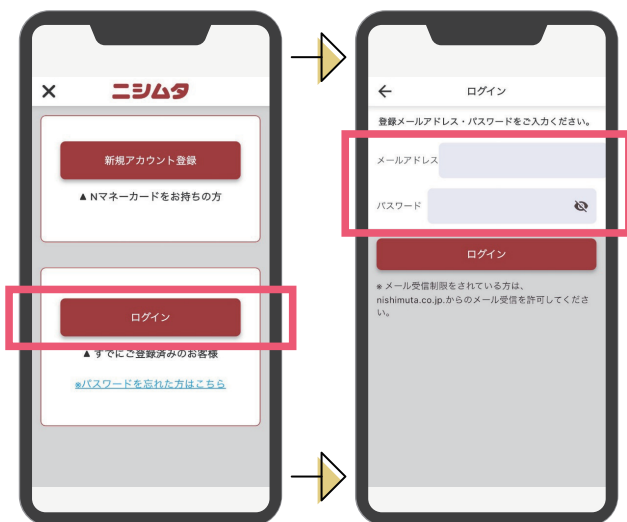 ニシムタ
新規アカウント登録
▲ Nマネーカードをお持ちの方
ログイン
▲ すでにご登録済みのお客様
※パスワードを忘れた方はこちら
ログイン
登録メールアドレス・パスワードをご入力ください。
メールアドレス
パスワード
ログイン
※ メール受信制限をされている方は、
nishimuta.co.jp.からのメール受信を許可してくださ
い。